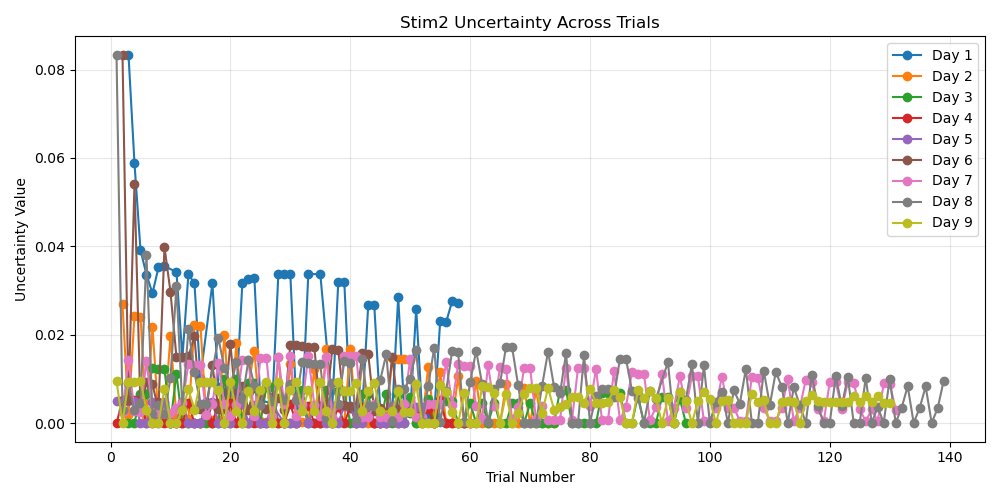 Stim2 Uncertainty Across Trials
Uncertainty Value
0.08
0.06
0.04
0.02
0.00
0
20
40
60
80
100
120
140
Trial Number
Day 1
Day 2
Day 3
Day 4
Day 5
Day 6
Day 7
Day 8
Day 9